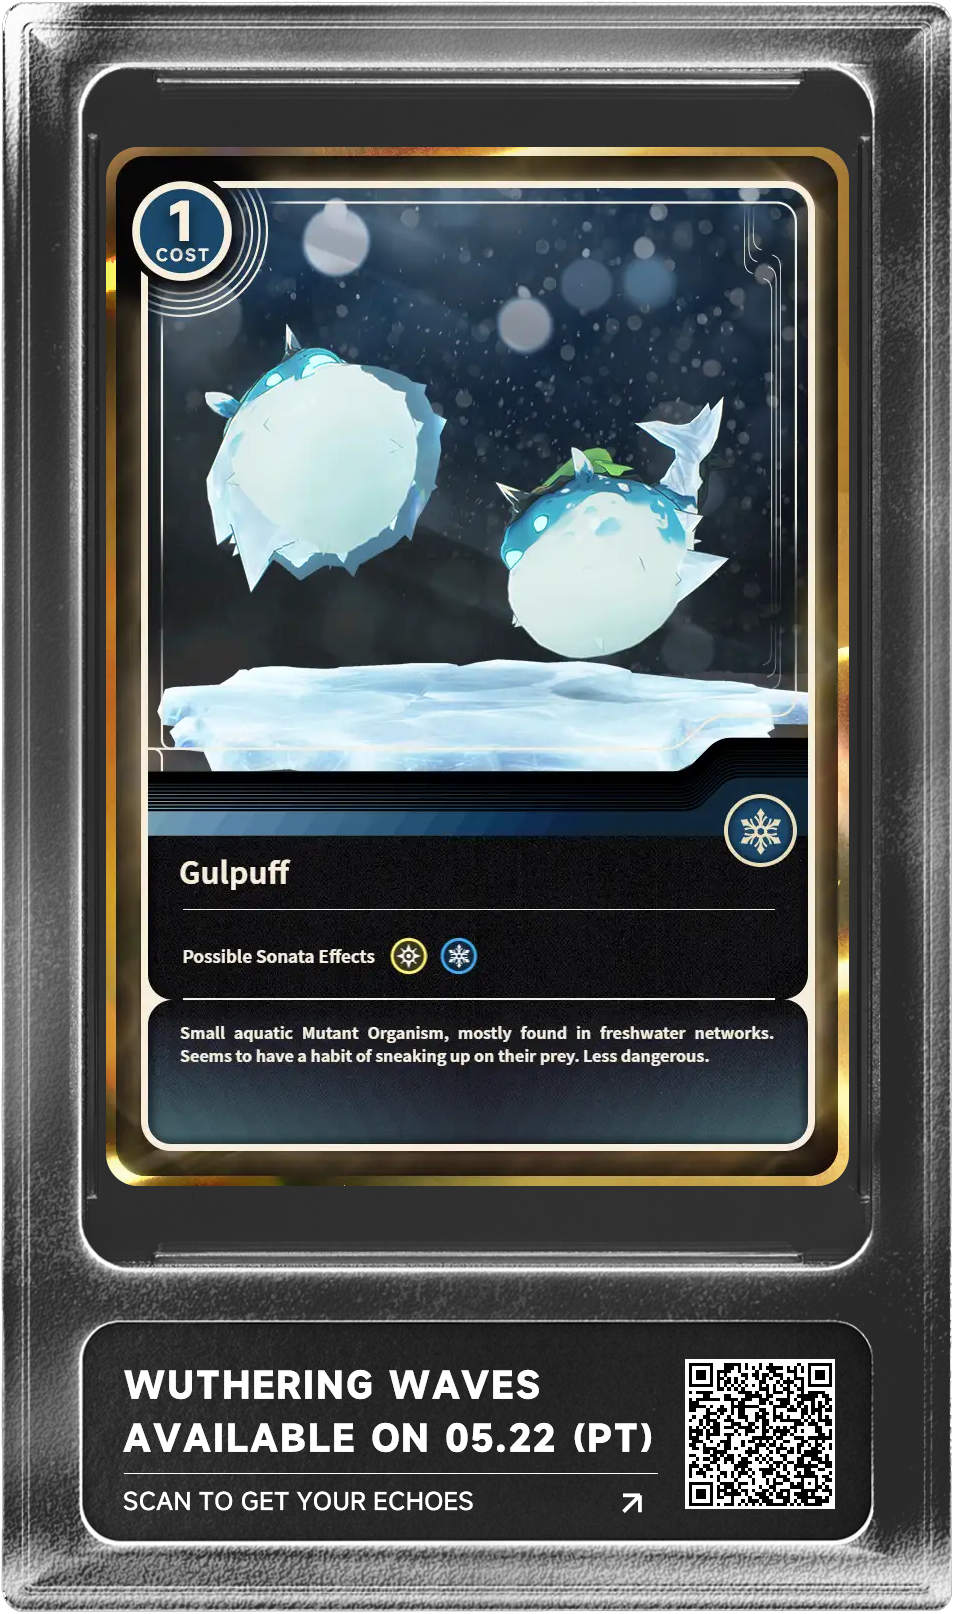 1
COST
Gulpuff
Possible Sonata Effects
Small aquatic Mutant Organism, mostly found in freshwater networks.
Seems to have a habit of sneaking up on their prey. Less dangerous.
WUTHERING WAVES
AVAILABLE ON 05.22 (PT)
SCAN TO GET YOUR ECHOES